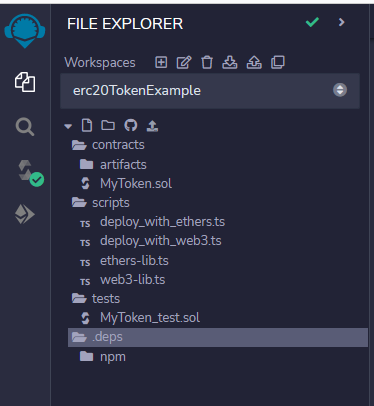 FILE EXPLORER
Workspaces
erc20TokenExample
contracts
artifacts
MyToken.sol
scripts
TS deploy_with_ethers.ts
TS deploy_with_web3.ts
TS ethers-lib.ts
TS web3-lib.ts
tests
MyToken_test.sol
.deps
npm